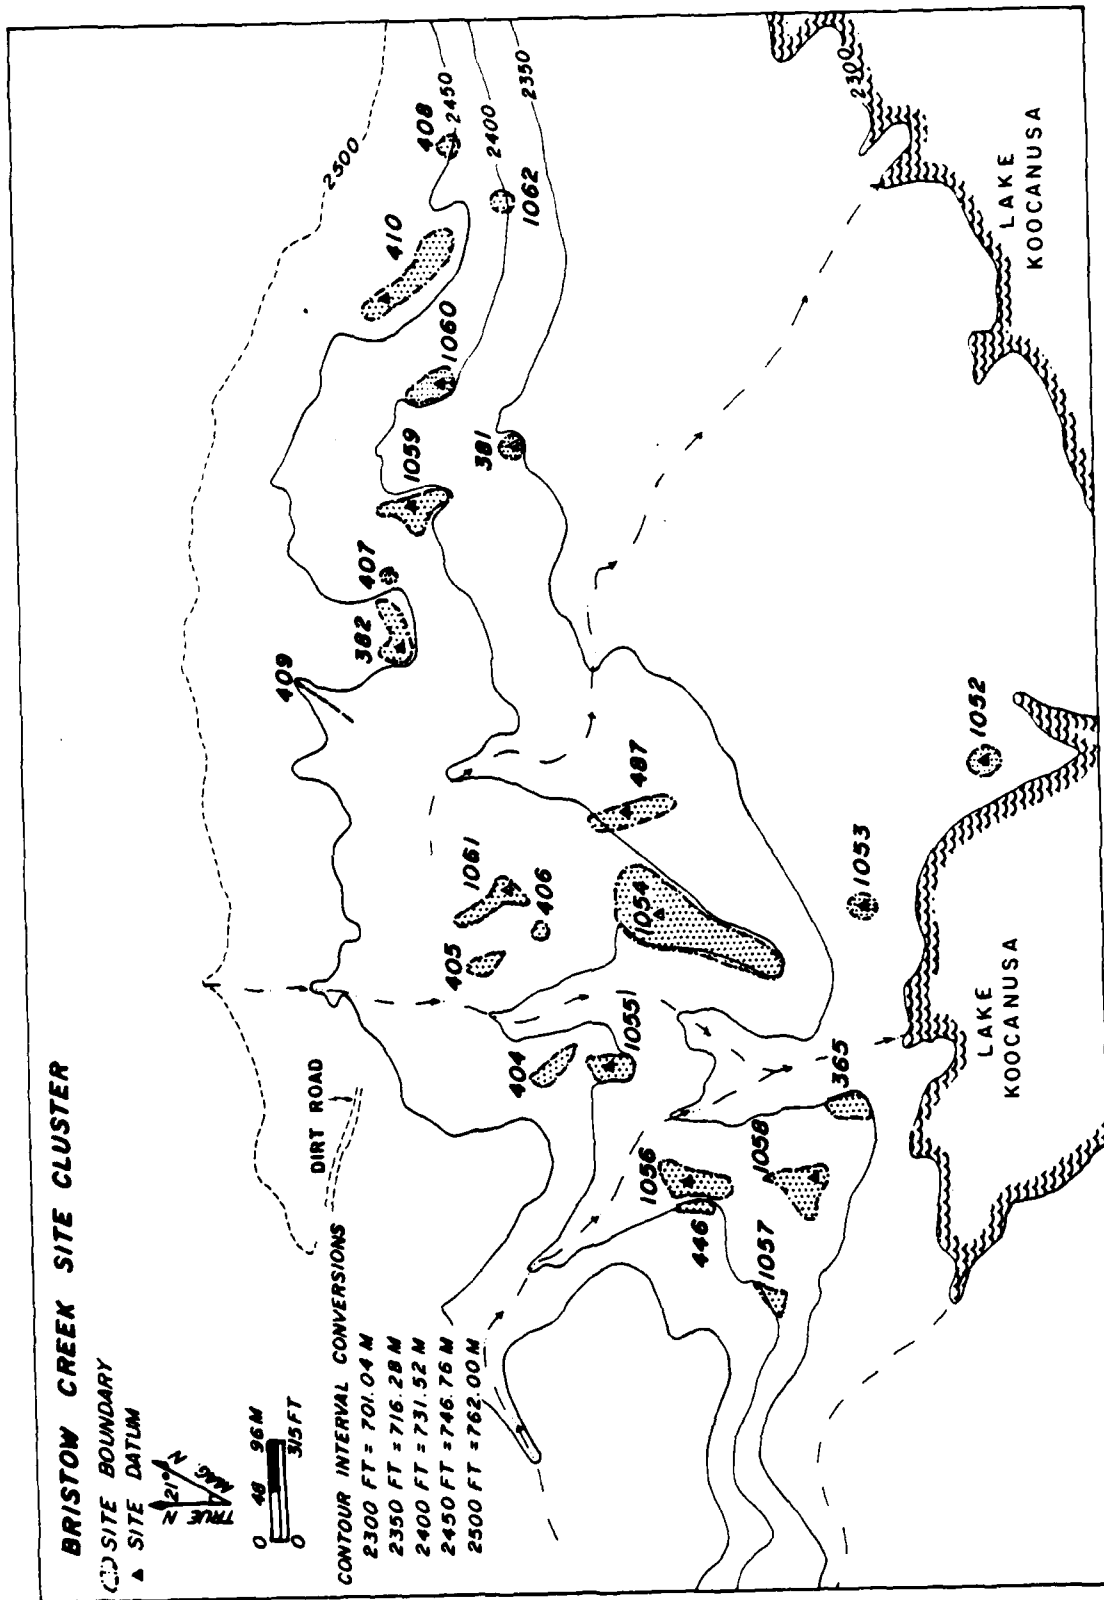 BRISTOW CREEK SITE CLUSTER
SITE BOUNDARY
SITE DATUM
TRUE N
21°
MAG. N
0 48 96 M
0 315 FT
DIRT ROAD
CONTOUR INTERVAL CONVERSIONS
2300 FT = 701.04 M
2350 FT = 716.28 M
2400 FT = 731.52 M
2450 FT = 746.76 M
2500 FT = 762.00 M
2500
410
408
2450
2400
2350
1062
1060
1059
381
407
382
409
487
1061
406
405
1054
404
1055
1056
446
1058
1057
365
1053
1052
2300
LAKE
KOOCANUSA
LAKE
KOOCANUSA